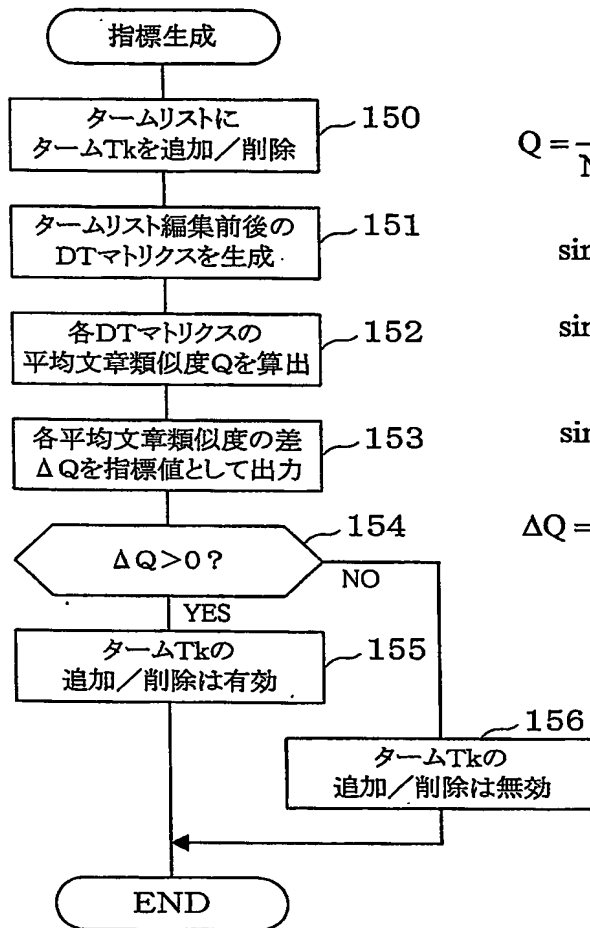 指標生成
タームリストに
タームTkを追加／削除
150
タームリスト編集前後の
DTマトリクスを生成
151
各DTマトリクスの
平均文章類似度Qを算出
152
各平均文章類似度の差
ΔQを指標値として出力
153
154
ΔQ>0？
NO
YES
タームTkの
追加／削除は有効
155
156
タームTkの
追加／削除は無効
END
Q =
ΔQ =